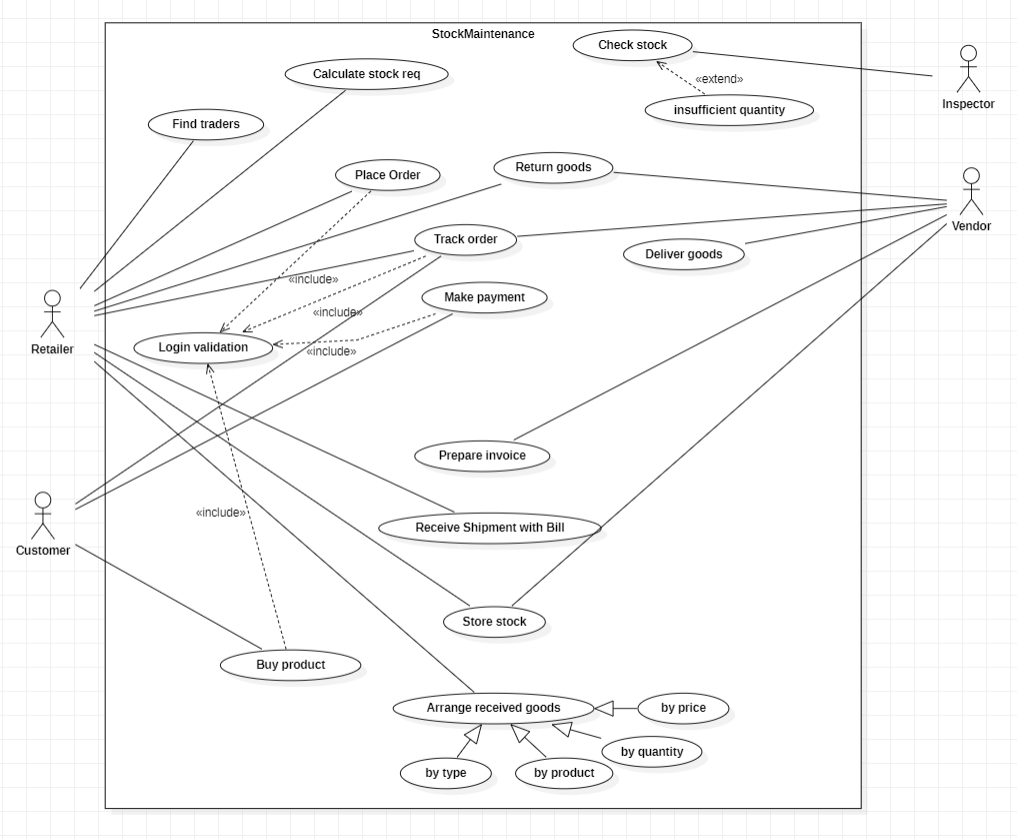 StockMaintenance
Check stock
Calculate stock req
«extend»
Inspector
insufficient quantity
Find traders
Return goods
Place Order
Vendor
Track order
Deliver goods
«include»
Make payment
«include»
Retailer
Login validation
«include»
Prepare invoice
«include»
Receive Shipment with Bill
Customer
Store stock
Buy product
Arrange received goods
by price
by quantity
by type
by product